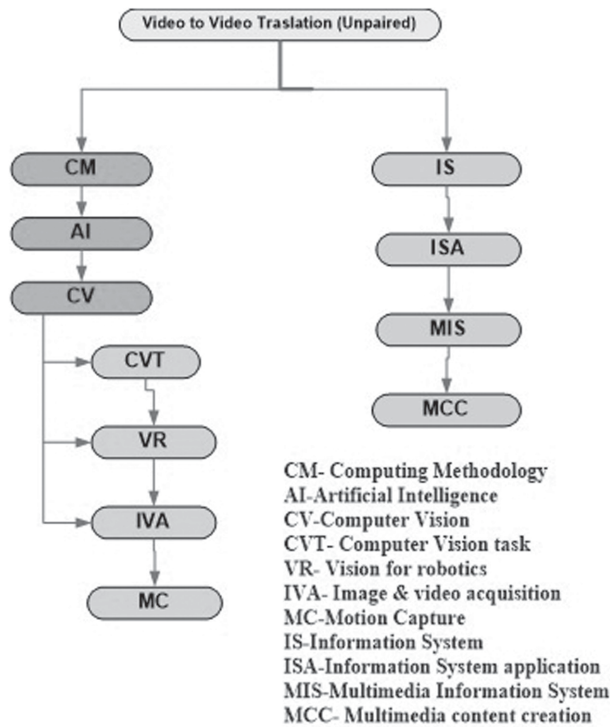 Video to Video Traslation (Unpaired)
CM
AI
CV
CVT
VR
IVA
MC
IS
ISA
MIS
MCC
CM- Computing Methodology
AI-Artificial Intelligence
CV-Computer Vision
CVT- Computer Vision task
VR- Vision for robotics
IVA- Image & video acquisition
MC-Motion Capture
IS-Information System
ISA-Information System application
MIS-Multimedia Information System
MCC- Multimedia content creation